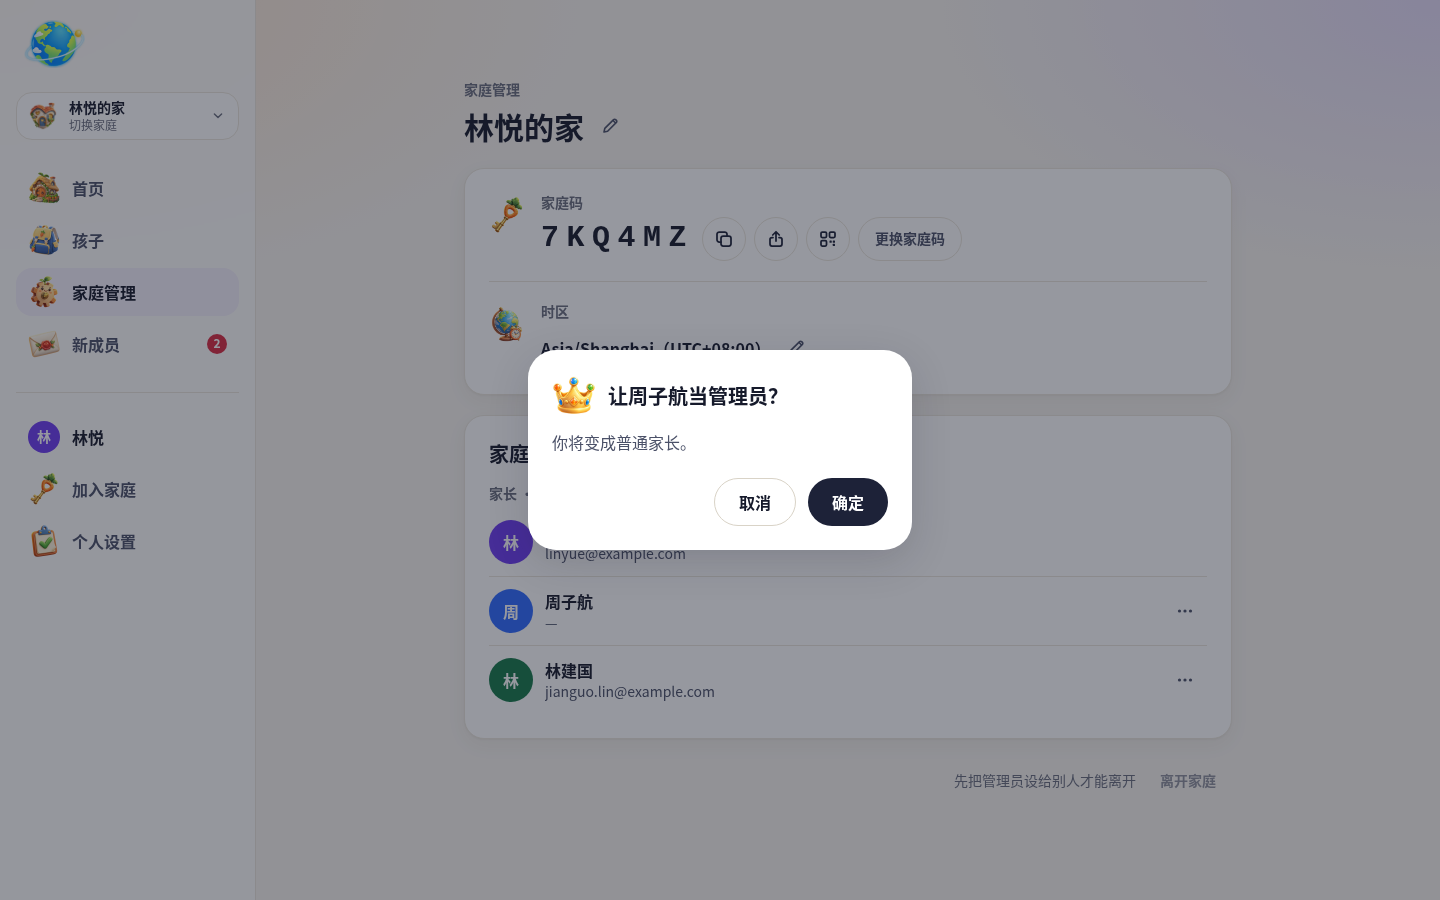 林悦的家
切换家庭
首页
孩子
家庭管理
新成员
2
林
林悦
加入家庭
个人设置
家庭管理
林悦的家
家庭码
7KQ4MZ
更换家庭码
时区
Asia/Shanghai（UTC+08:00）
让周子航当管理员？
你将变成普通家长。
取消
确定
家庭
家长
林
linyue@example.com
周
周子航
—
林
林建国
jianguo.lin@example.com
先把管理员设给别人才能离开
离开家庭